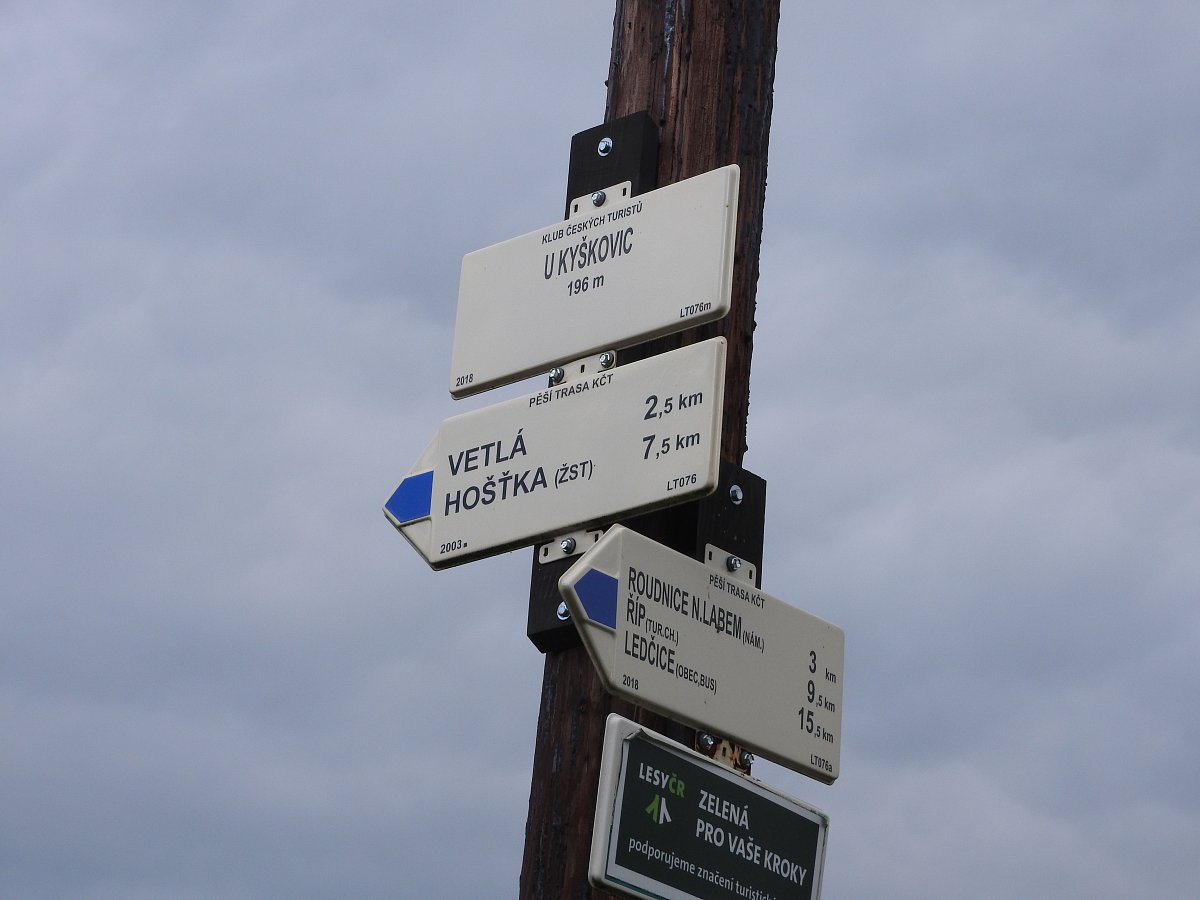 KLUB ČESKÝCH TURISTŮ
U KYŠKOVIC
196 m
LT076m
2018
PĚŠÍ TRASA KČT
VETLÁ 2,5 km
HOŠŤKA (ŽST) 7,5 km
LT076
2003
PĚŠÍ TRASA KČT
ROUDNICE N.LABEM (NÁM.) 3 km
ŘÍP (TUR.CH.) 9,5 km
LEDČICE (OBEC,BUS) 15,5 km
2018
LT076a
LESY ČR
ZELENÁ
PRO VAŠE KROKY
podporujeme značení